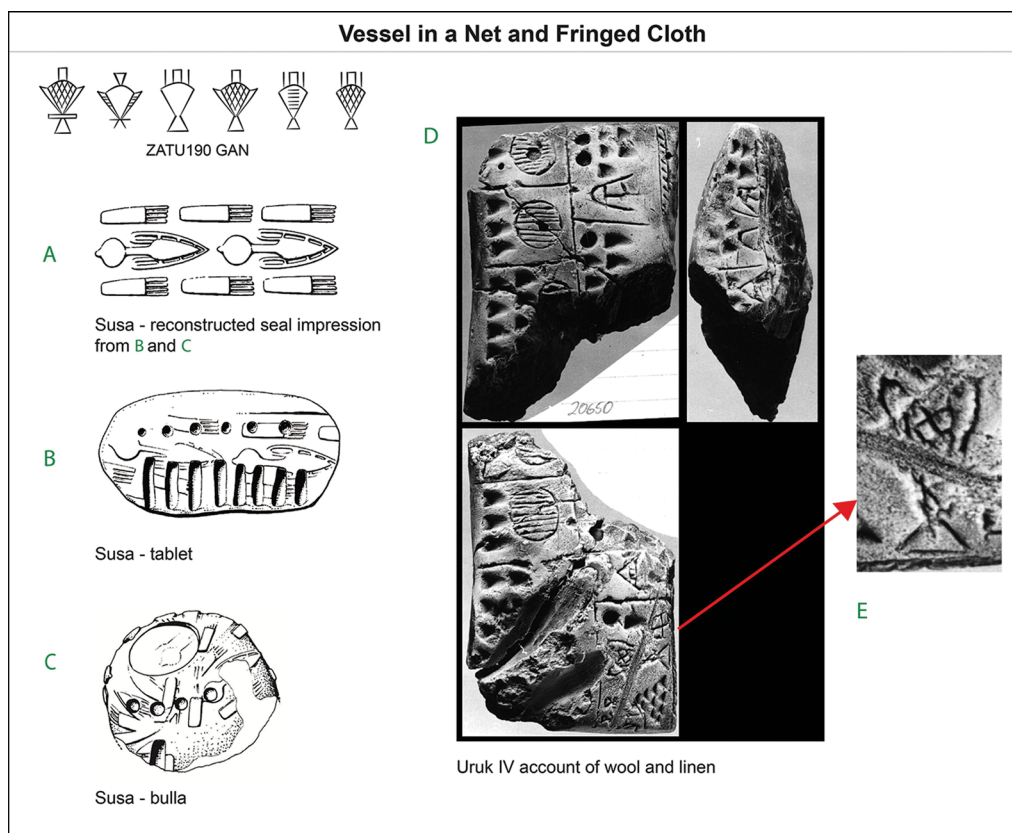 Vessel in a Net and Fringed Cloth
ZATU190 GAN
A
Susa - reconstructed seal impression
from B and C
B
Susa - tablet
C
Susa - bulla
D
20650
Uruk IV account of wool and linen
E